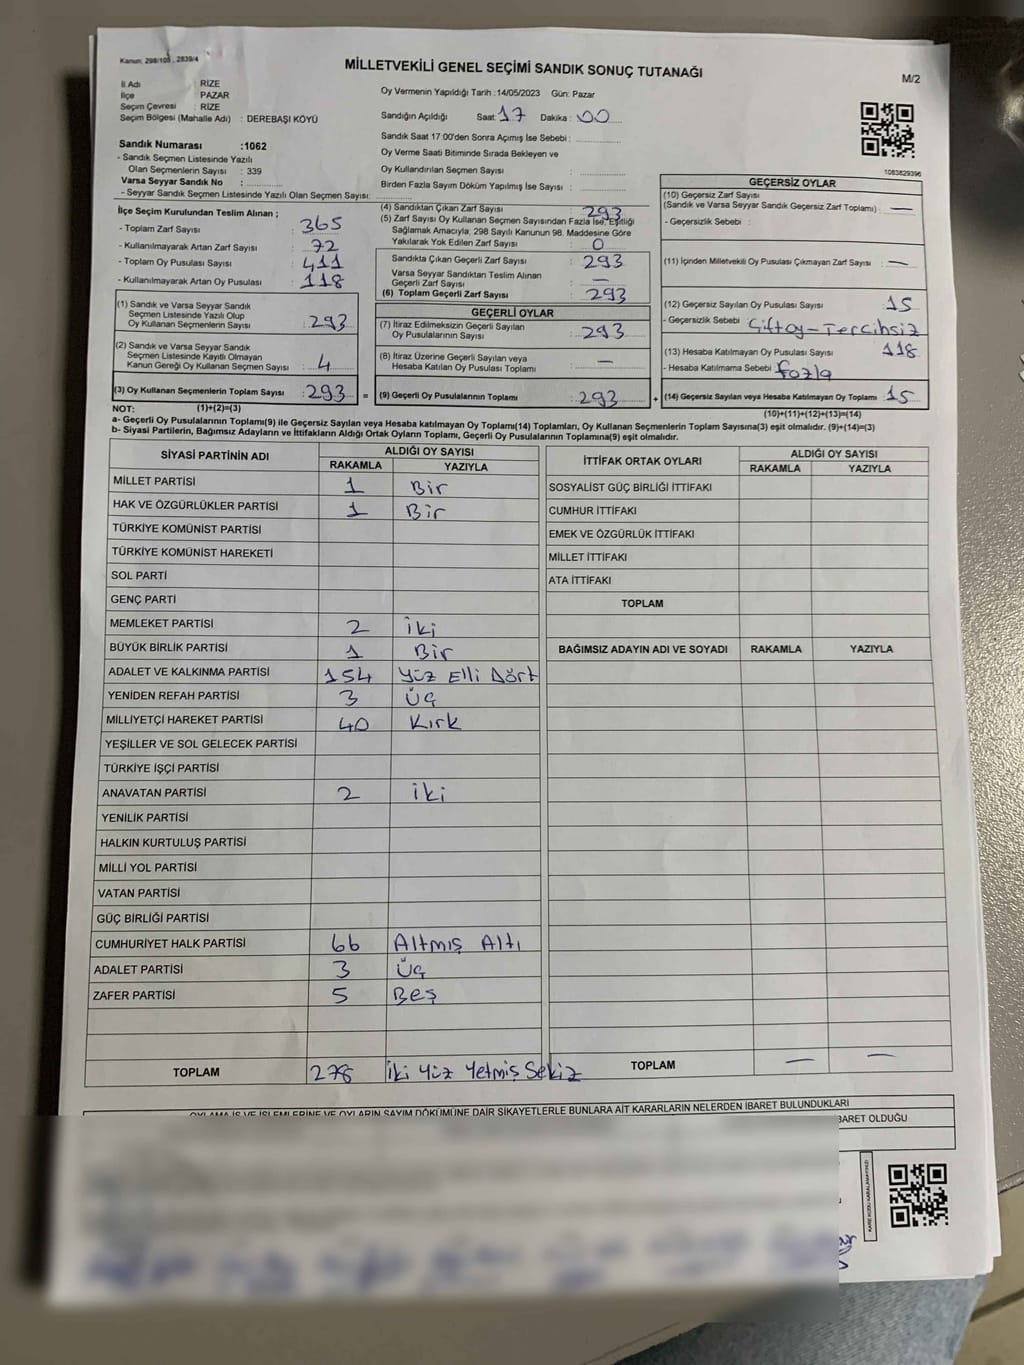 Kanun: 298/105 , 2839/4
MİLLETVEKİLİ GENEL SEÇİMİ SANDIK SONUÇ TUTANAĞI
M/2
İl Adı : RİZE
İlçe : PAZAR
Seçim Çevresi : RİZE
Seçim Bölgesi (Mahalle Adı) : DEREBAŞI KÖYÜ
Oy Vermenin Yapıldığı Tarih :14/05/2023 Gün: Pazar
Sandığın Açıldığı Saat: 17 Dakika : 00
Sandık Saat 17:00'den Sonra Açımış İse Sebebi :
Oy Verme Saati Bitiminde Sırada Bekleyen ve
Oy Kullandırılan Seçmen Sayısı :
Birden Fazla Sayım Döküm Yapılmış İse Sayısı :
1083829396
Sandık Numarası :1062
- Sandık Seçmen Listesinde Yazılı
Olan Seçmenlerin Sayısı : 339
Varsa Seyyar Sandık No :
- Seyyar Sandık Seçmen Listesinde Yazılı Olan Seçmen Sayısı:
İlçe Seçim Kurulundan Teslim Alınan ;
- Toplam Zarf Sayısı : 365
- Kullanılmayarak Artan Zarf Sayısı : 72
- Toplam Oy Pusulası Sayısı : 411
- Kullanılmayarak Artan Oy Pusulası : 118
(1) Sandık ve Varsa Seyyar Sandık
Seçmen Listesinde Yazılı Olup
Oy Kullanan Seçmenlerin Sayısı : 293
(2) Sandık ve Varsa Seyyar Sandık
Seçmen Listesinde Kayıtlı Olmayan
Kanun Gereği Oy Kullanan Seçmen Sayısı : 4
(3) Oy Kullanan Seçmenlerin Toplam Sayısı : 293 =
(4) Sandıktan Çıkan Zarf Sayısı : 293
(5) Zarf Sayısı Oy Kullanan Seçmen Sayısından Fazla İse, Eşitliği
Sağlamak Amacıyla, 298 Sayılı Kanunun 98. Maddesine Göre
Yakılarak Yok Edilen Zarf Sayısı : 0
Sandıkta Çıkan Geçerli Zarf Sayısı : 293
Varsa Seyyar Sandıktan Teslim Alınan
Geçerli Zarf Sayısı : —
(6) Toplam Geçerli Zarf Sayısı : 293
GEÇERLİ OYLAR
(7) İtiraz Edilmeksizin Geçerli Sayılan
Oy Pusulalarının Sayısı : 293
(8) İtiraz Üzerine Geçerli Sayılan veya
Hesaba Katılan Oy Pusulası Toplamı : —
(9) Geçerli Oy Pusulalarının Toplamı : 293 +
GEÇERSİZ OYLAR
(10) Geçersiz Zarf Sayısı
(Sandık ve Varsa Seyyar Sandık Geçersiz Zarf Toplamı) : —
- Geçersizlik Sebebi :
(11) İçinden Milletvekili Oy Pusulası Çıkmayan Zarf Sayısı : —
(12) Geçersiz Sayılan Oy Pusulası Sayısı : 15
- Geçersizlik Sebebi : Çift oy - Tercihsiz
(13) Hesaba Katılmayan Oy Pusulası Sayısı : 118
- Hesaba Katılmama Sebebi : fazla
(14) Geçersiz Sayılan veya Hesaba Katılmayan Oy Toplamı : 15
(10)+(11)+(12)+(13)=(14)
NOT: (1)+(2)=(3)
a- Geçerli Oy Pusulalarının Toplamı(9) ile Geçersiz Sayılan veya Hesaba katılmayan Oy Toplamı(14) Toplamları, Oy Kullanan Seçmenlerin Toplam Sayısına(3) eşit olmalıdır. (9)+(14)=(3)
b- Siyasi Partilerin, Bağımsız Adayların ve İttifakların Aldığı Ortak Oyların Toplamı, Geçerli Oy Pusulalarının Toplamına(9) eşit olmalıdır.
SİYASİ PARTİNİN ADI ALDIĞI OY SAYISI
RAKAMLA YAZIYLA
MİLLET PARTİSİ 1 Bir
HAK VE ÖZGÜRLÜKLER PARTİSİ 1 Bir
TÜRKİYE KOMÜNİST PARTİSİ
TÜRKİYE KOMÜNİST HAREKETİ
SOL PARTİ
GENÇ PARTİ
MEMLEKET PARTİSİ 2 İki
BÜYÜK BİRLİK PARTİSİ 1 Bir
ADALET VE KALKINMA PARTİSİ 154 Yüz Elli Dört
YENİDEN REFAH PARTİSİ 3 Üç
MİLLİYETÇİ HAREKET PARTİSİ 40 Kırk
YEŞİLLER VE SOL GELECEK PARTİSİ
TÜRKİYE İŞÇİ PARTİSİ
ANAVATAN PARTİSİ 2 İki
YENİLİK PARTİSİ
HALKIN KURTULUŞ PARTİSİ
MİLLİ YOL PARTİSİ
VATAN PARTİSİ
GÜÇ BİRLİĞİ PARTİSİ
CUMHURİYET HALK PARTİSİ 66 Altmış Altı
ADALET PARTİSİ 3 Üç
ZAFER PARTİSİ 5 Beş
TOPLAM 278 İki Yüz Yetmiş Sekiz
İTTİFAK ORTAK OYLARI ALDIĞI OY SAYISI
RAKAMLA YAZIYLA
SOSYALİST GÜÇ BİRLİĞİ İTTİFAKI
CUMHUR İTTİFAKI
EMEK VE ÖZGÜRLÜK İTTİFAKI
MİLLET İTTİFAKI
ATA İTTİFAKI
TOPLAM
BAĞIMSIZ ADAYIN ADI VE SOYADI RAKAMLA YAZIYLA
TOPLAM — —
OYLAMA İŞ VE İŞLEMLERİNE VE OYLARIN SAYIM DÖKÜMÜNE DAİR ŞİKAYETLERLE BUNLARA AİT KARARLARIN NELERDEN İBARET BULUNDUKLARI
BARET OLDUĞU